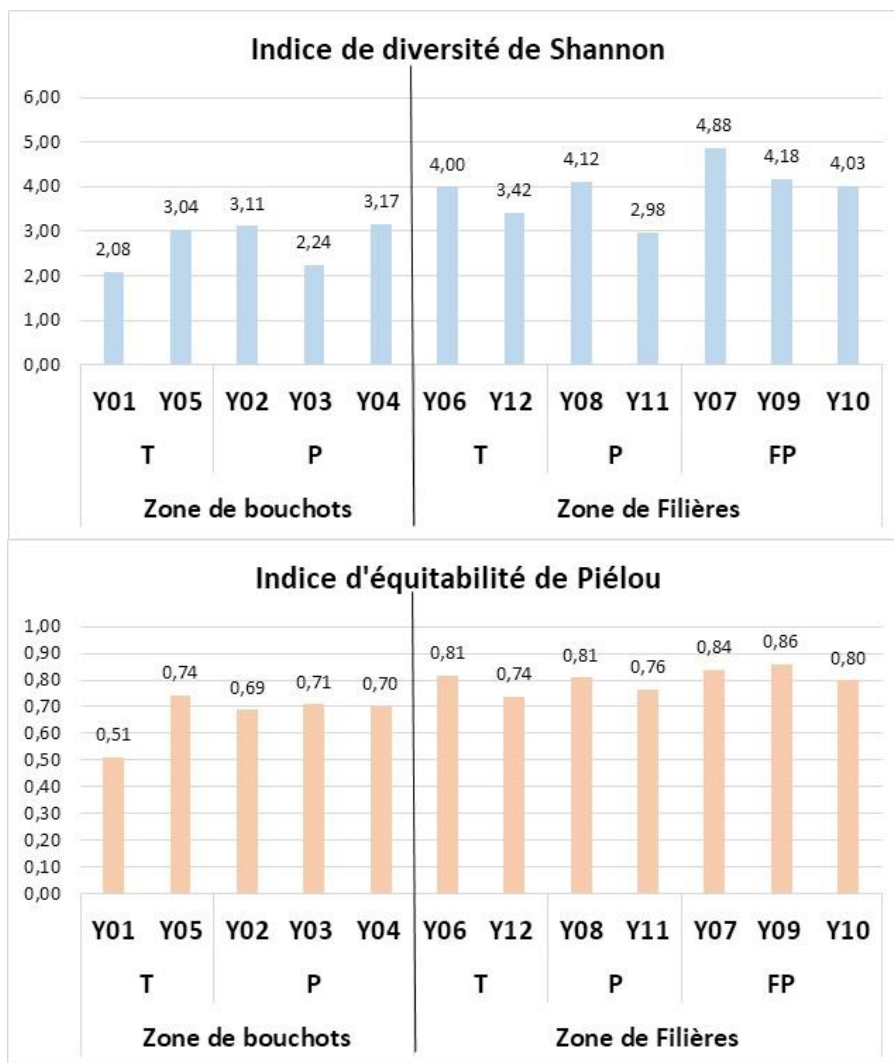 Indice de diversité de Shannon
6,00
5,00
4,00
3,00
2,00
1,00
0,00
2,08 3,04 3,11 2,24 3,17 4,00 3,42 4,12 2,98 4,88 4,18 4,03
Y01 Y05 Y02 Y03 Y04 Y06 Y12 Y08 Y11 Y07 Y09 Y10
T P T P FP
Zone de bouchots Zone de Filières
Indice d'équitabilité de Piélou
1,00
0,90
0,80
0,70
0,60
0,50
0,40
0,30
0,20
0,10
0,00
0,51 0,74 0,69 0,71 0,70 0,81 0,74 0,81 0,76 0,84 0,86 0,80
Y01 Y05 Y02 Y03 Y04 Y06 Y12 Y08 Y11 Y07 Y09 Y10
T P T P FP
Zone de bouchots Zone de Filières